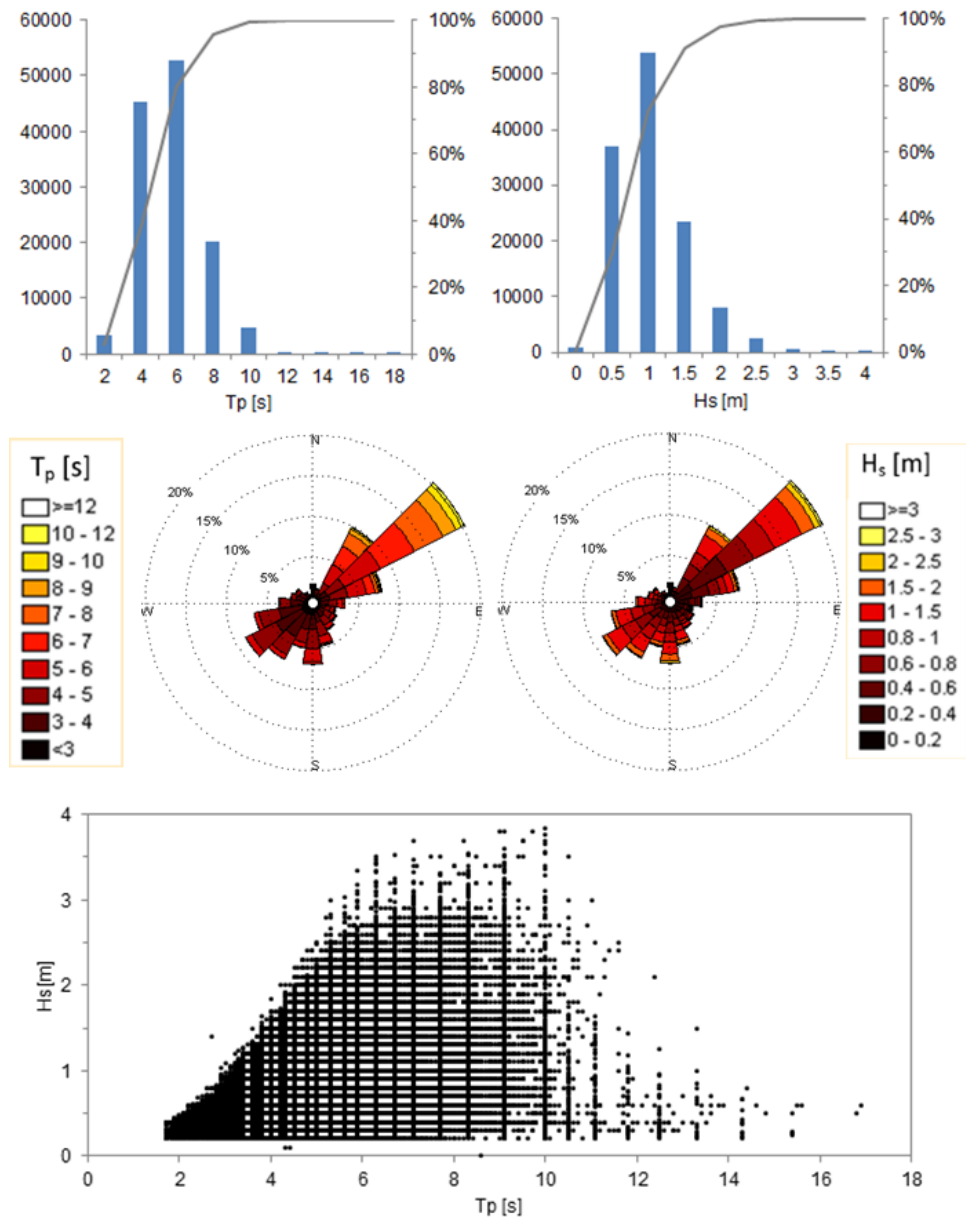 60000
50000
40000
30000
20000
10000
0
100%
80%
60%
40%
20%
0%
2 4 6 8 10 12 14 16 18
Tp [s]
60000
50000
40000
30000
20000
10000
0
100%
80%
60%
40%
20%
0%
0 0.5 1 1.5 2 2.5 3 3.5 4
Hs [m]
Tp [s]
>=12
10 - 12
9 - 10
8 - 9
7 - 8
6 - 7
5 - 6
4 - 5
3 - 4
<3
N
20%
15%
10%
5%
W
E
S
N
20%
15%
10%
5%
W
E
S
Hs [m]
>=3
2.5 - 3
2 - 2.5
1.5 - 2
1 - 1.5
0.8 - 1
0.6 - 0.8
0.4 - 0.6
0.2 - 0.4
0 - 0.2
4
3
2
1
0
Hs[m]
0 2 4 6 8 10 12 14 16 18
Tp [s]